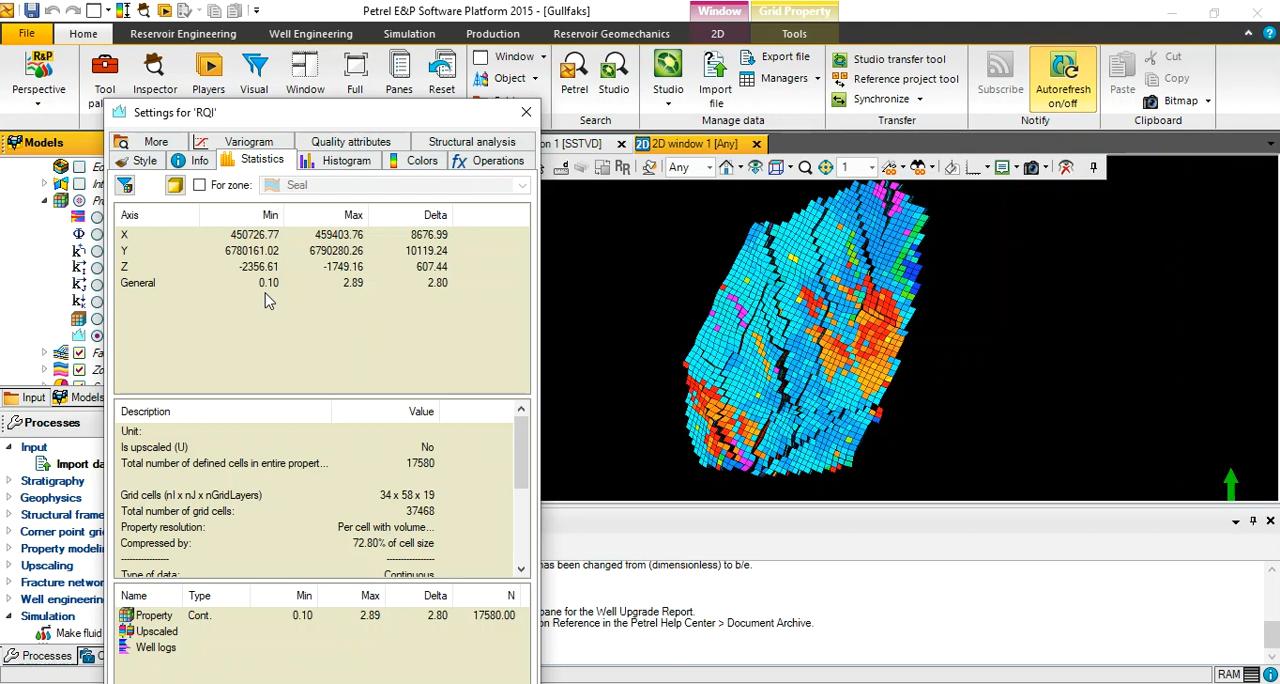 Petrel E&P Software Platform 2015 - [Gullfaks]
Window
Grid Property
File
Home
Reservoir Engineering
Well Engineering
Simulation
Production
Reservoir Geomechanics
2D
Tools
R&P
Perspective
Tool
pal
Inspector
Players
Visual
Window
Full
Panes
Reset
Window
Object
Petrel
Studio
Search
Studio
Import
file
Export file
Managers
Manage data
Studio transfer tool
Reference project tool
Synchronize
Transfer
Subscribe
Autorefresh
on/off
Notify
Paste
Cut
Copy
Bitmap
Clipboard
Models
Settings for 'RQI'
More
Variogram
Quality attributes
Structural analysis
Style
Info
Statistics
Histogram
Colors
Operations
For zone:
Seal
Axis Min Max Delta
X 450726.77 459403.76 8676.99
Y 6780161.02 6790280.26 10119.24
Z -2356.61 -1749.16 607.44
General 0.10 2.89 2.80
Description Value
Unit:
Is upscaled (U) No
Total number of defined cells in entire propert... 17580
Grid cells (nI x nJ x nGridLayers) 34 x 58 x 19
Total number of grid cells: 37468
Property resolution: Per cell with volume...
Compressed by: 72.80% of cell size
Type of data: Continuous
Name Type Min Max Delta N
Property Cont. 0.10 2.89 2.80 17580.00
Upscaled
Well logs
on 1 [SSTVD]
2D window 1 [Any]
Any
1
Input
Models
Processes
Input
Import da
Stratigraphy
Geophysics
Structural frame
Corner point gri
Property modeli
Upscaling
Fracture networ
Well engineering
Simulation
Make fluid
Processes
has been changed from (dimensionless) to b/e.
pane for the Well Upgrade Report.
on Reference in the Petrel Help Center > Document Archive.
RAM